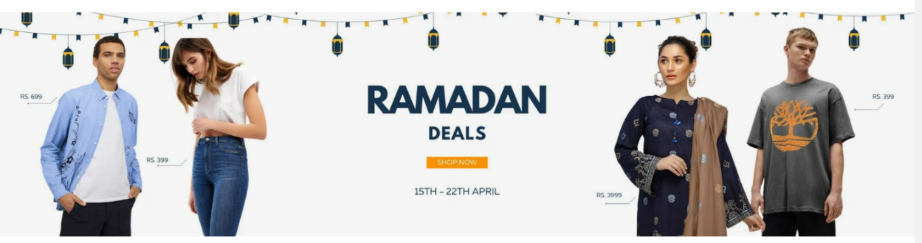 RS. 699
RS. 399
RAMADAN
DEALS
SHOP NOW
15TH - 22TH APRIL
RS. 3999
RS. 399